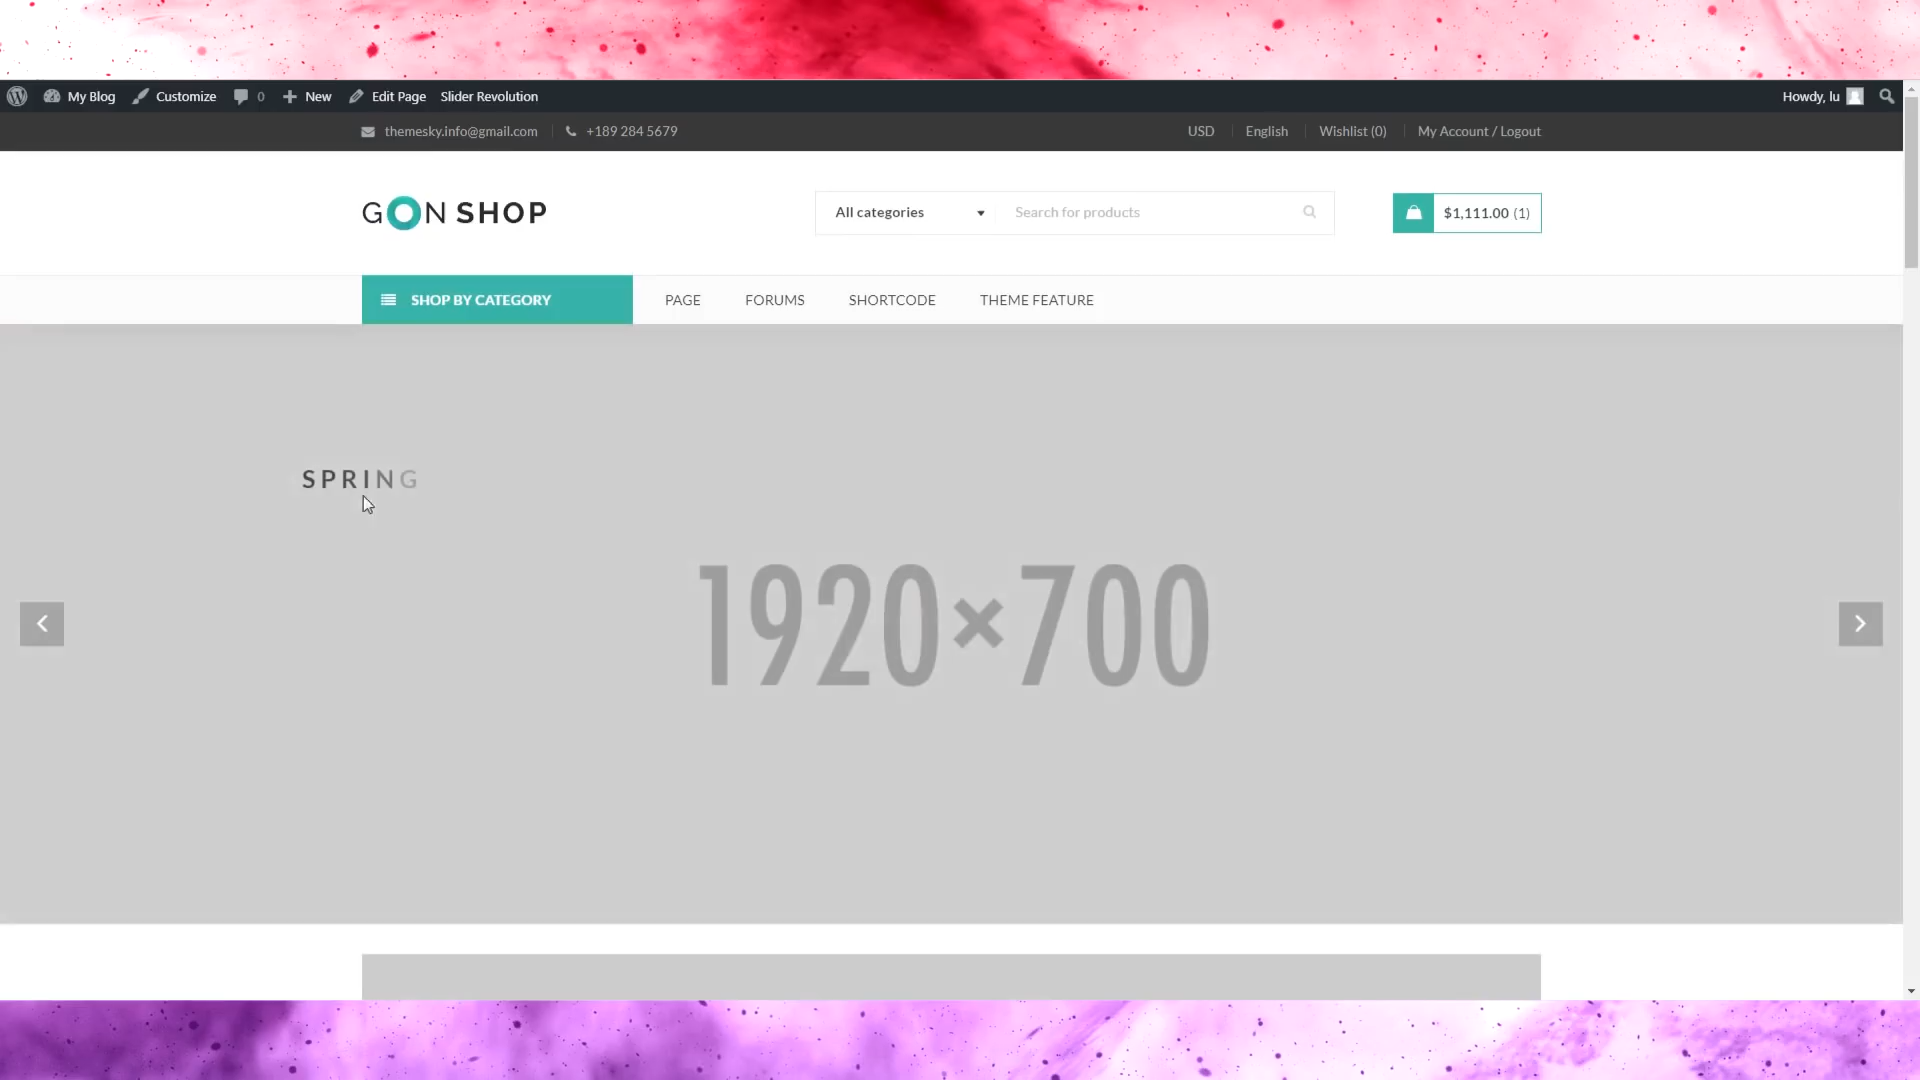 My Blog Customize 0 New Edit Page Slider Revolution Howdy, lu
themesky.info@gmail.com +189 284 5679 USD English Wishlist (0) My Account / Logout
GON SHOP All categories Search for products $1,111.00 (1)
SHOP BY CATEGORY PAGE FORUMS SHORTCODE THEME FEATURE
SPRING
1920×700